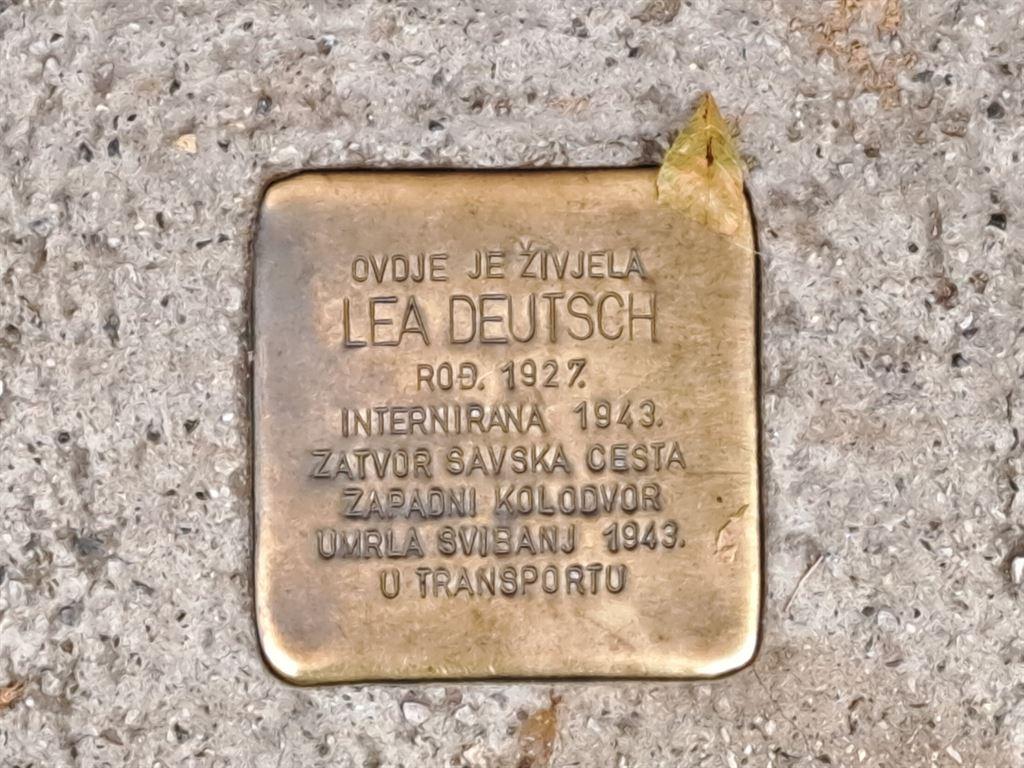 OVDJE JE ŽIVJELA
LEA DEUTSCH
ROĐ. 1927.
INTERNIRANA 1943.
ZATVOR SAVSKA CESTA
ZAPADNI KOLODVOR
UMRLA SVIBANJ 1943.
U TRANSPORTU